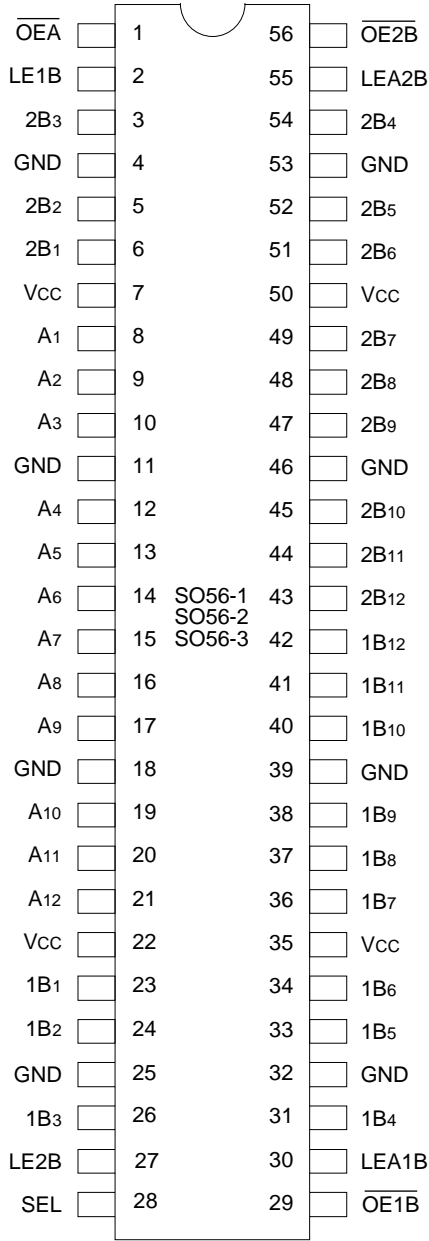 OEA 1 56 OE2B
LE1B 2 55 LEA2B
2B3 3 54 2B4
GND 4 53 GND
2B2 5 52 2B5
2B1 6 51 2B6
VCC 7 50 VCC
A1 8 49 2B7
A2 9 48 2B8
A3 10 47 2B9
GND 11 46 GND
A4 12 45 2B10
A5 13 44 2B11
A6 14 SO56-1 43 2B12
SO56-2
A7 15 SO56-3 42 1B12
A8 16 41 1B11
A9 17 40 1B10
GND 18 39 GND
A10 19 38 1B9
A11 20 37 1B8
A12 21 36 1B7
VCC 22 35 VCC
1B1 23 34 1B6
1B2 24 33 1B5
GND 25 32 GND
1B3 26 31 1B4
LE2B 27 30 LEA1B
SEL 28 29 OE1B